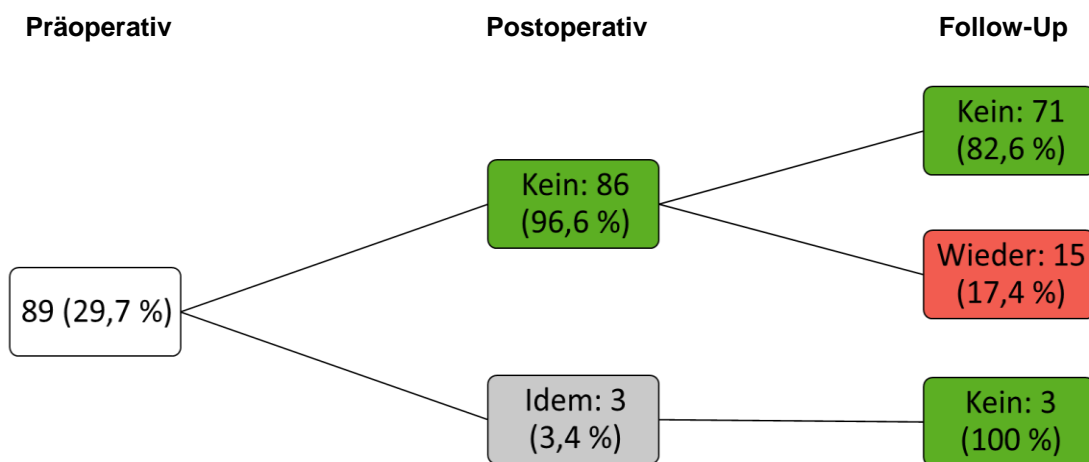 Präoperativ
Postoperativ
Follow-Up
Kein: 71
(82,6 %)
Kein: 86
(96,6 %)
Wieder: 15
(17,4 %)
89 (29,7 %)
Idem: 3
(3,4 %)
Kein: 3
(100 %)